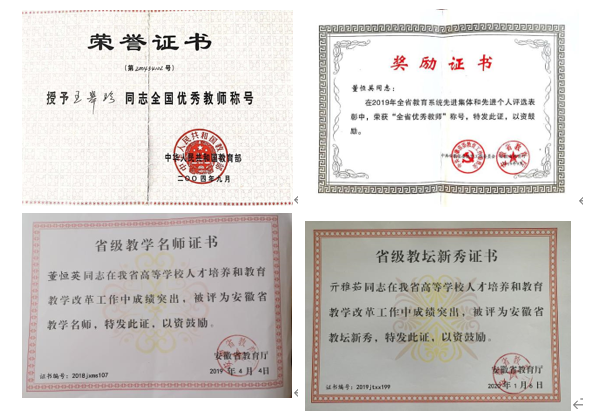 荣誉证书
授予王翠珍同志全国优秀教师称号
中华人民共和国教育部
二〇〇四年九月
奖励证书
董恒英同志:
在2019年全省教育系统先进集体和先进个人评选表
彰中,荣获“全省优秀教师”称号,特发此证,以资鼓
励。
省级教学名师证书
董恒英同志在我省高等学校人才培养和教育
教学改革工作中成绩突出,被评为安徽省
教学名师,特发此证,以资鼓励。
安徽省教育厅
2019 年 4 月 4 日
证书编号:2018jxms107
省级教坛新秀证书
亓雅茹同志在我省高等学校人才培养和教育
教学改革工作中成绩突出,被评为安徽省
教坛新秀,特发此证,以资鼓励。
安徽省教育厅
2020 年 1 月 6 日
证书编号:2019jtxx199